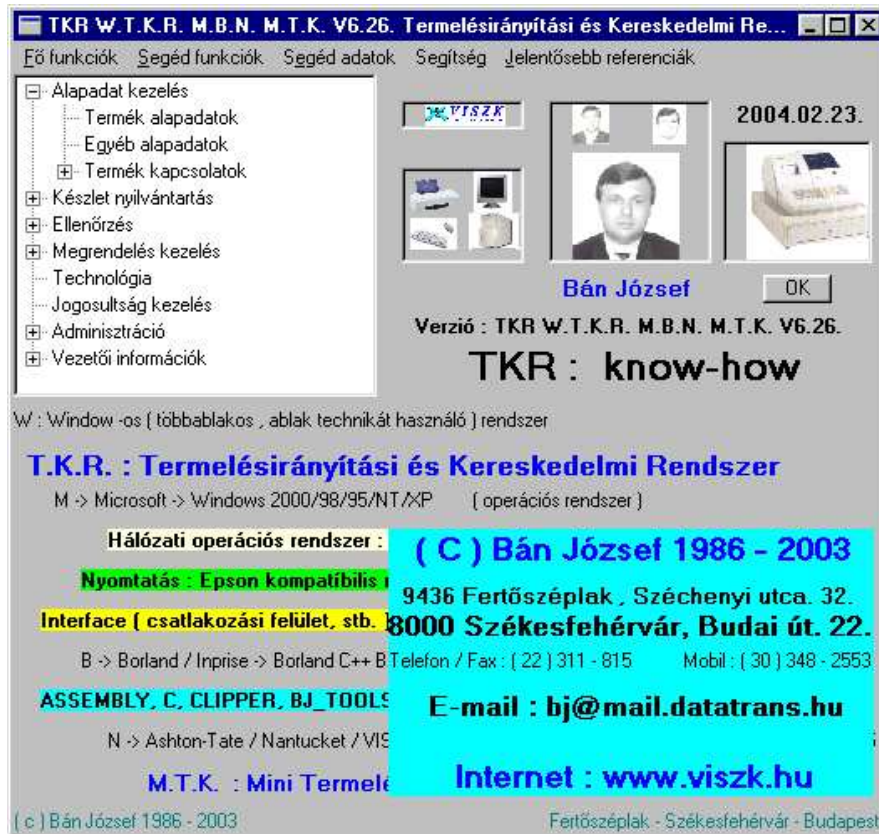 TKR W.T.K.R. M.B.N. M.T.K. V6.26. Termelésirányítási és Kereskedelmi Re...
Fő funkciók Segéd funkciók Segéd adatok Segítség Jelentősebb referenciák
Alapadat kezelés
Termék alapadatok
Egyéb alapadatok
Termék kapcsolatok
Készlet nyilvántartás
Ellenőrzés
Megrendelés kezelés
Technológia
Jogosultság kezelés
Adminisztráció
Vezetői információk
VISZK
2004.02.23.
Bán József
OK
Verzió : TKR W.T.K.R. M.B.N. M.T.K. V6.26.
TKR : know-how
W : Window -os ( többablakos , ablak technikát használó ) rendszer
T.K.R. : Termelésirányítási és Kereskedelmi Rendszer
M -> Microsoft -> Windows 2000/98/95/NT/XP ( operációs rendszer )
Hálózati operációs rendszer :
Nyomtatás : Epson kompatíbilis
Interface ( csatlakozási felület, stb. )
B -> Borland / Inprise -> Borland C++ B
ASSEMBLY, C, CLIPPER, BJ_TOOLS
N -> Ashton-Tate / Nantucket / VIS
M.T.K. : Mini Termelé
( C ) Bán József 1986 - 2003
9436 Fertőszéplak , Széchenyi utca. 32.
8000 Székesfehérvár, Budai út. 22.
Telefon / Fax : ( 22 ) 311 - 815 Mobil : ( 30 ) 348 - 2553
E-mail : bj@mail.datatrans.hu
Internet : www.viszk.hu
( c ) Bán József 1986 - 2003
Fertőszéplak - Székesfehérvár - Budapest